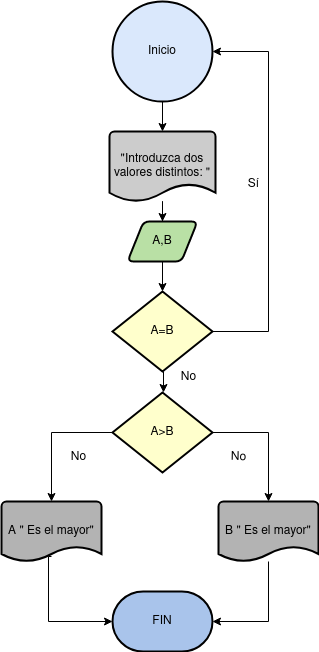 Inicio
"Introduzca dos
valores distintos: "
Sí
A,B
A=B
No
A>B
No
No
A " Es el mayor"
B " Es el mayor"
FIN